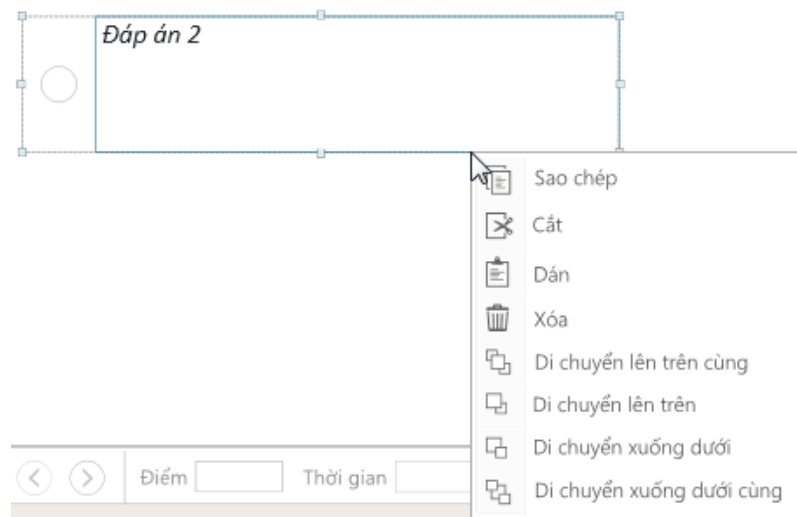 Đáp án 2
Sao chép
Cắt
Dán
Xóa
Di chuyển lên trên cùng
Di chuyển lên trên
Di chuyển xuống dưới
Di chuyển xuống dưới cùng
Điểm
Thời gian